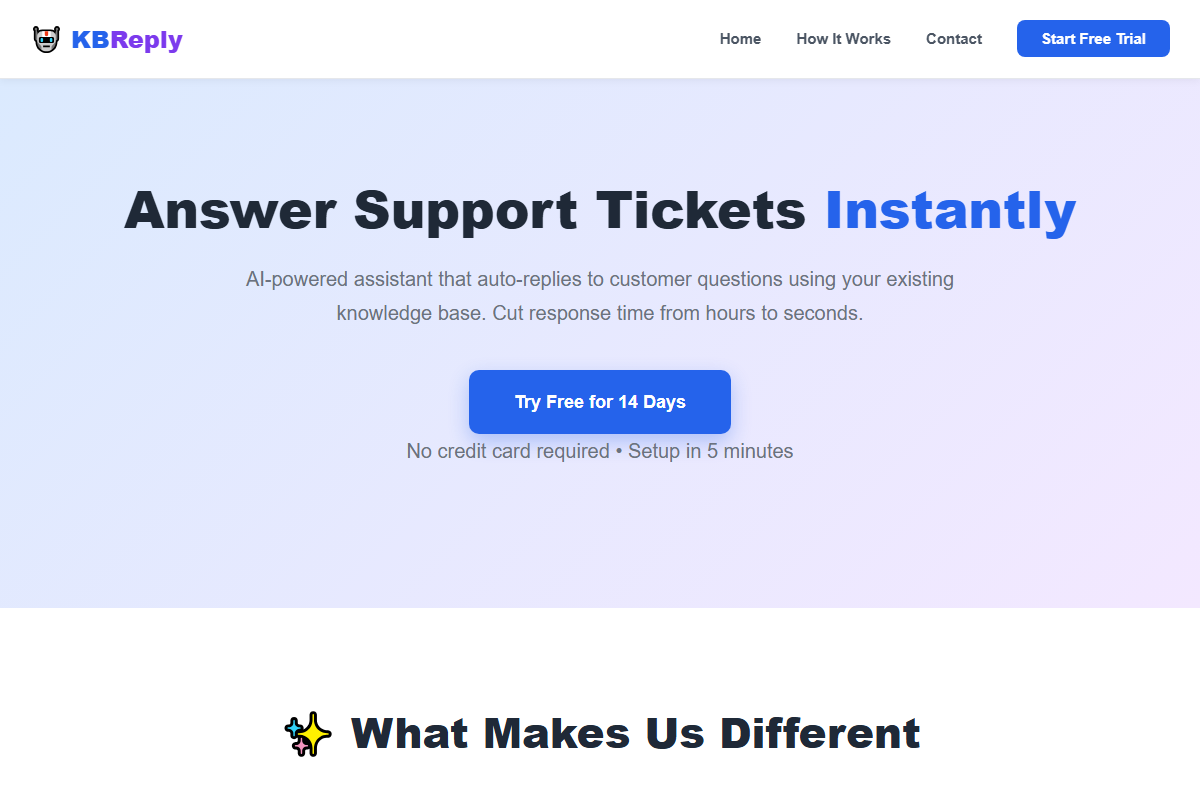 KBReply
Home
How It Works
Contact
Start Free Trial
Answer Support Tickets Instantly
AI-powered assistant that auto-replies to customer questions using your existing
knowledge base. Cut response time from hours to seconds.
Try Free for 14 Days
No credit card required • Setup in 5 minutes
✨ What Makes Us Different